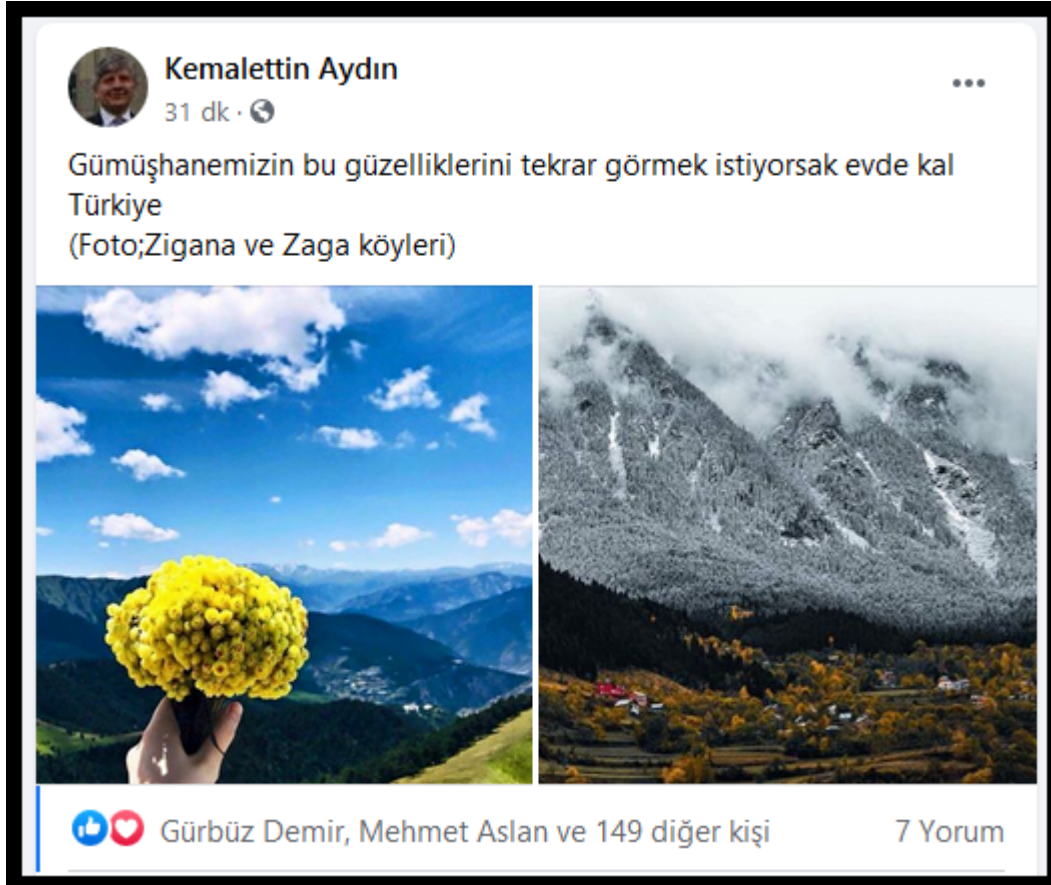 Kemalettin Aydın
31 dk ·
Gümüşhanemizin bu güzelliklerini tekrar görmek istiyorsak evde kal
Türkiye
(Foto;Zigana ve Zaga köyleri)
Gürbüz Demir, Mehmet Aslan ve 149 diğer kişi
7 Yorum